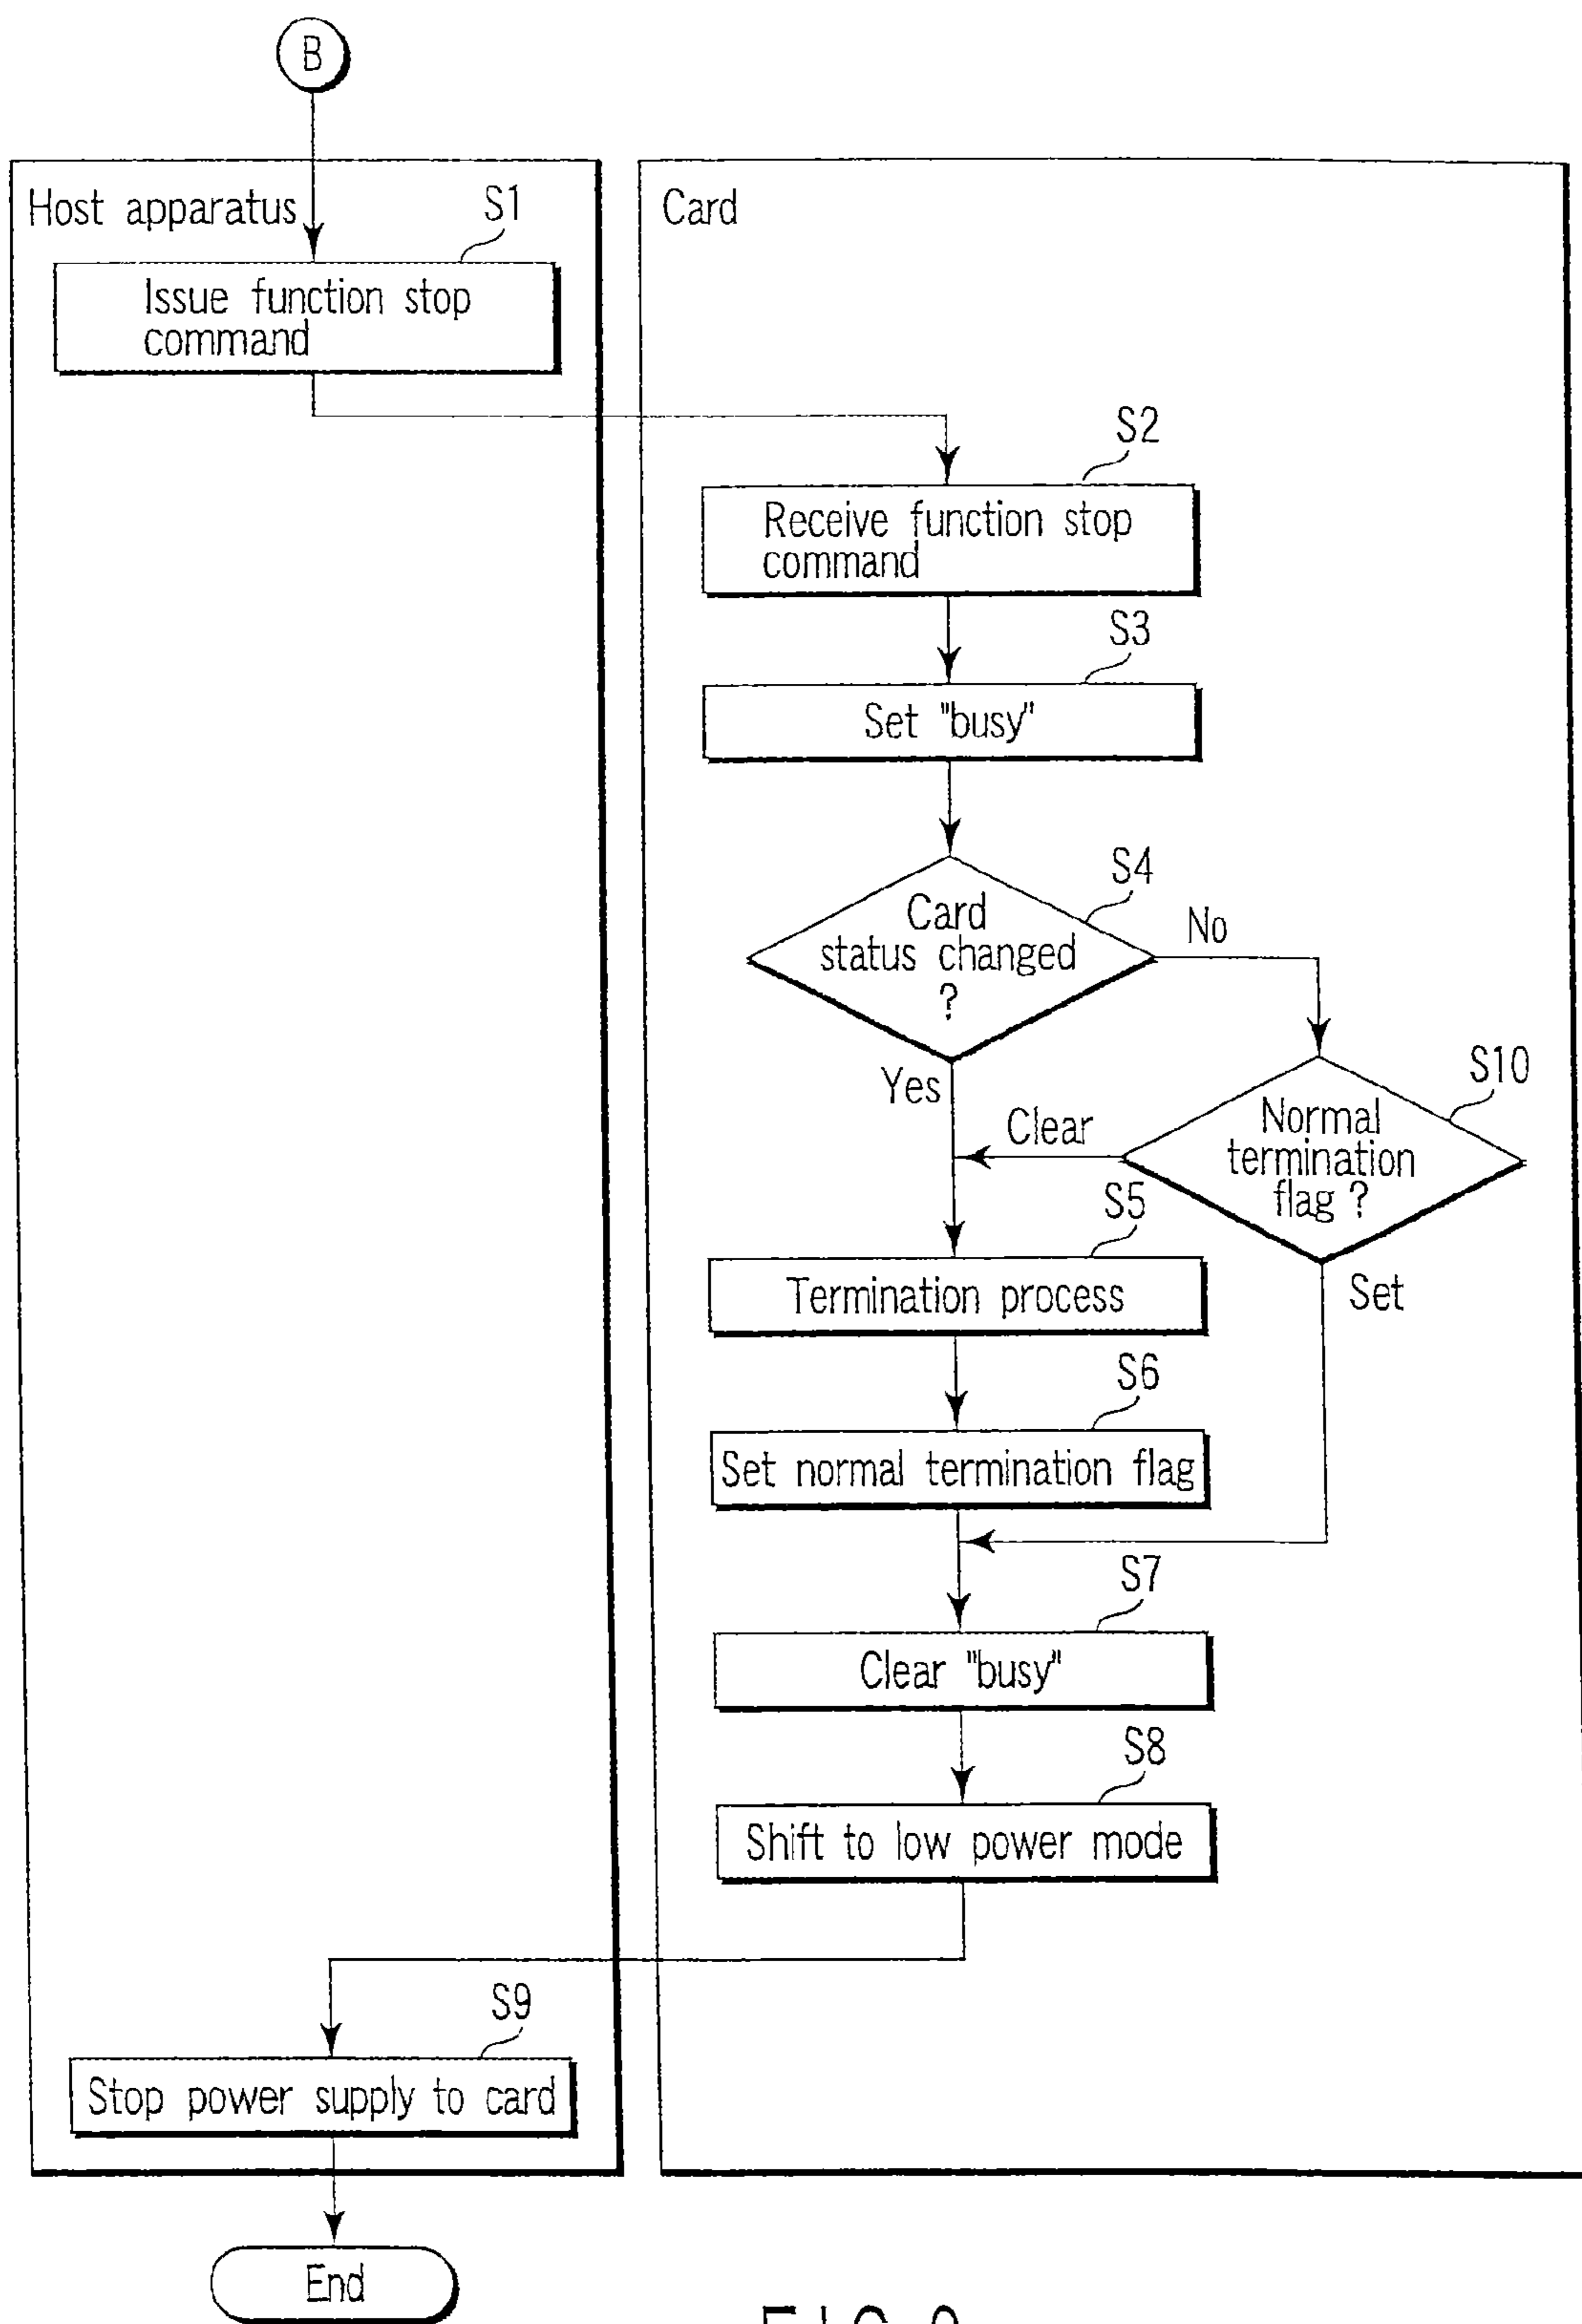 B
Host apparatus
S1
Issue function stop
command
Card
S2
Receive function stop
command
S3
Set "busy"
S4
Card
status changed
?
No
Yes
S10
Normal
termination
flag ?
Clear
Set
S5
Termination process
S6
Set normal termination flag
S7
Clear "busy"
S8
Shift to low power mode
S9
Stop power supply to card
End